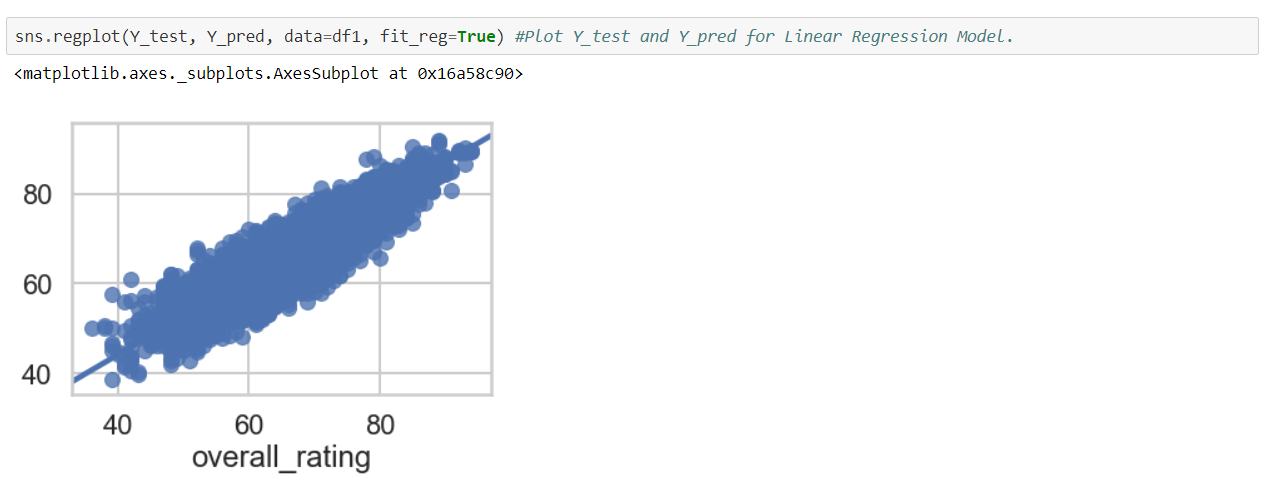 sns.regplot(Y_test, Y_pred, data=df1, fit_reg=True) #Plot Y_test and Y_pred for Linear Regression Model.
<matplotlib.axes._subplots.AxesSubplot at 0x16a58c90>
80
60
40
40 60 80
overall_rating